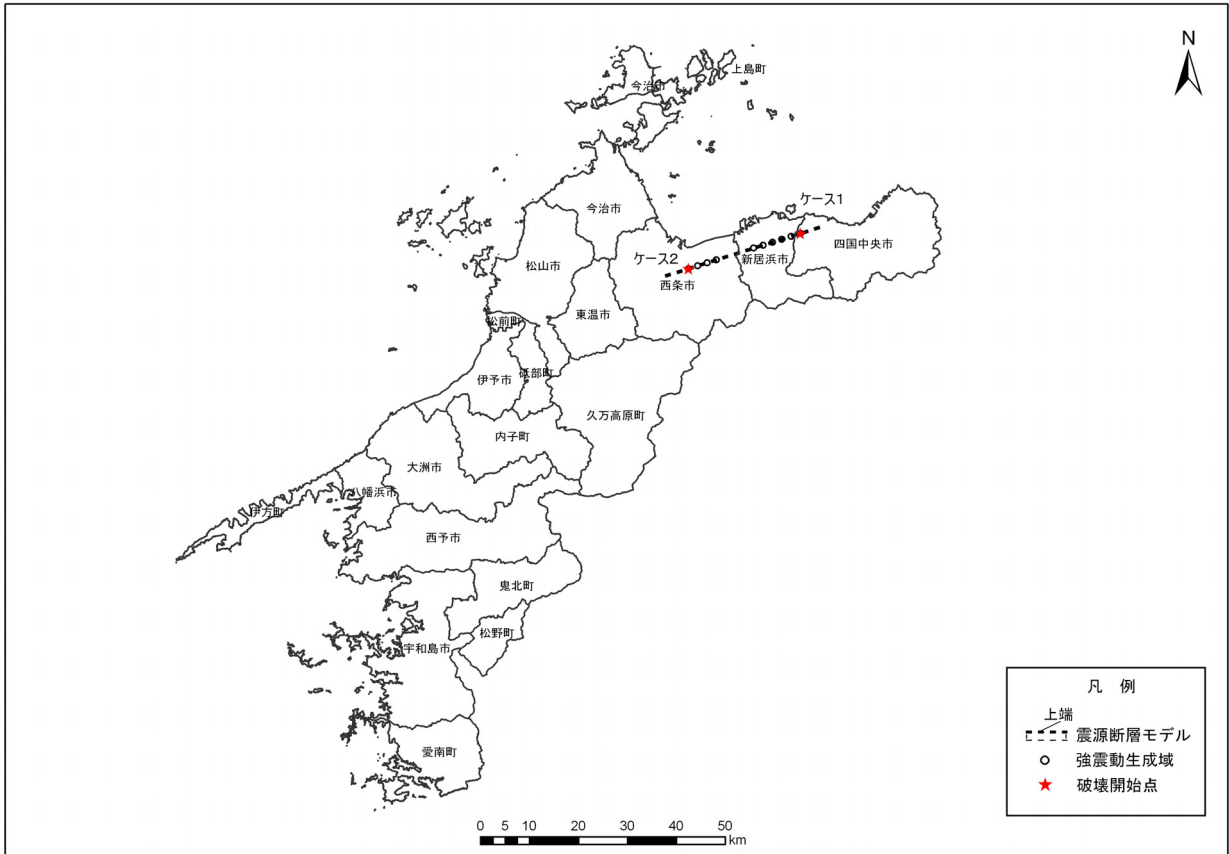 N
上島町
今治市
ケース1
今治市
四国中央市
松山市
ケース2
新居浜市
西条市
東温市
松前町
砥部町
伊予市
久万高原町
内子町
大洲市
八幡浜市
伊方町
西予市
鬼北町
松野町
宇和島市
愛南町
凡 例
上端
震源断層モデル
強震動生成域
破壊開始点
0 5 10 20 30 40 50
km